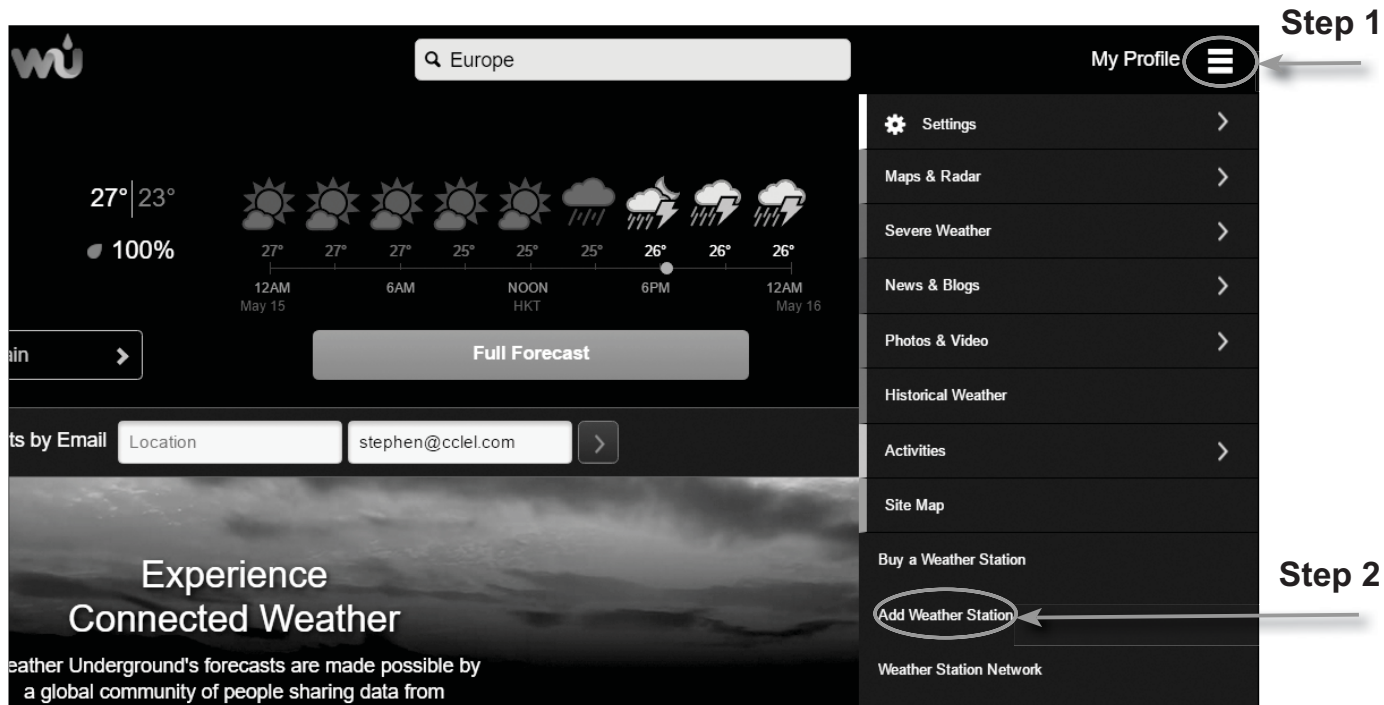 Step 1
wu
Europe
My Profile
Settings
Maps & Radar
Severe Weather
News & Blogs
Photos & Video
Historical Weather
Activities
Site Map
Buy a Weather Station
Step 2
Add Weather Station
Weather Station Network
27° 23°
100%
27° 27° 27° 25° 25° 25° 26° 26° 26°
12AM 6AM NOON 6PM 12AM
May 15 HKT May 16
ain
Full Forecast
ts by Email Location stephen@cclel.com
Experience
Connected Weather
eather Underground's forecasts are made possible by
a global community of people sharing data from